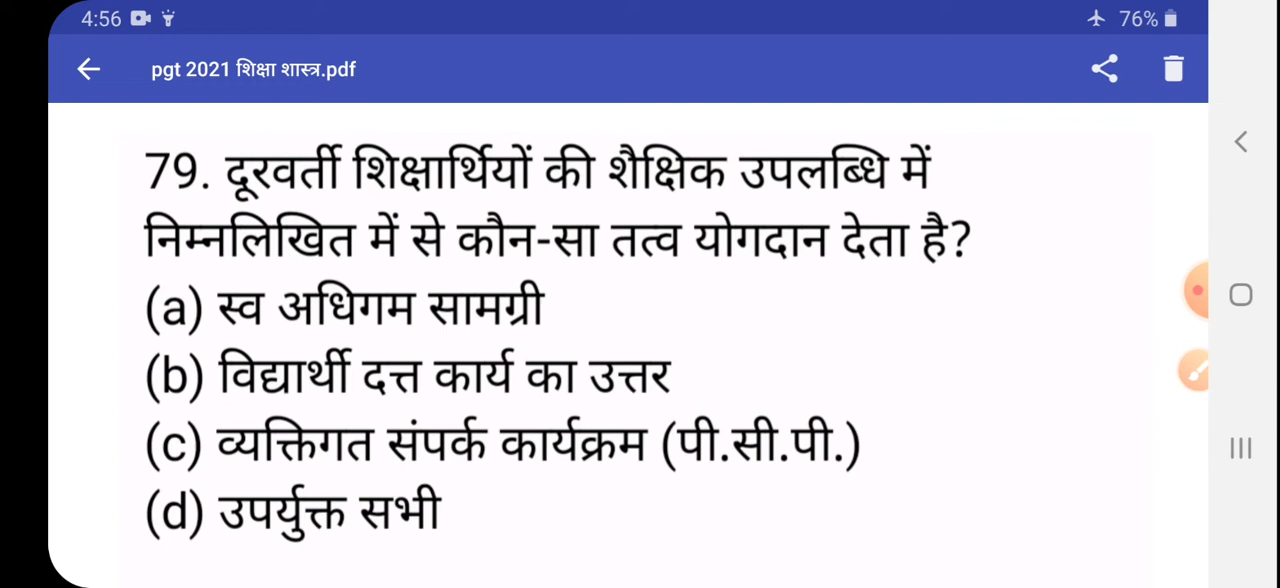 4:56
76%
pgt 2021 शिक्षा शास्त्र.pdf
79. दूरवर्ती शिक्षार्थियों की शैक्षिक उपलब्धि में
निम्नलिखित में से कौन-सा तत्व योगदान देता है?
(a) स्व अधिगम सामग्री
(b) विद्यार्थी दत्त कार्य का उत्तर
(c) व्यक्तिगत संपर्क कार्यक्रम (पी.सी.पी.)
(d) उपर्युक्त सभी